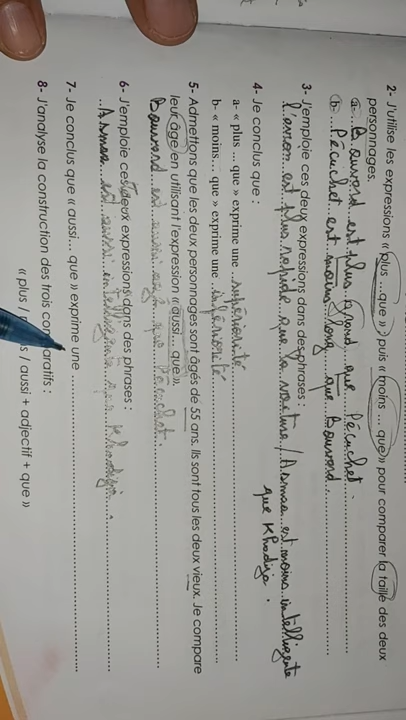 2- J'utilise les expressions « plus ...que » puis « moins ... que» pour comparer la taille des deux
personnages.
a- ..Bouvard...est plus grand que Pécuchet.
b- ..Pécuchet...est moins long que Bouvard.
3- J'emploie ces deux expressions dans des phrases :
l'avion...est plus rapide que la voiture / Asmaa est moins intelligente
que Khadija.
4- Je conclus que :
a- « plus ... que » exprime une ..supériorité
b- « moins... que » exprime une ..infériorité
5- Admettons que les deux personnages sont âgés de 55 ans. Ils sont tous les deux vieux. Je compare
leur âge en utilisant l'expression « aussi... que».
Bouvard...est...aussi âgé que Pécuchet.
6- J'emploie ces deux expressions dans des phrases :
..Asmaa est aussi intelligente que Khadija.
7- Je conclus que « aussi... que » exprime une
8- J'analyse la construction des trois comparatifs :
« plus / / aussi + adjectif + que »